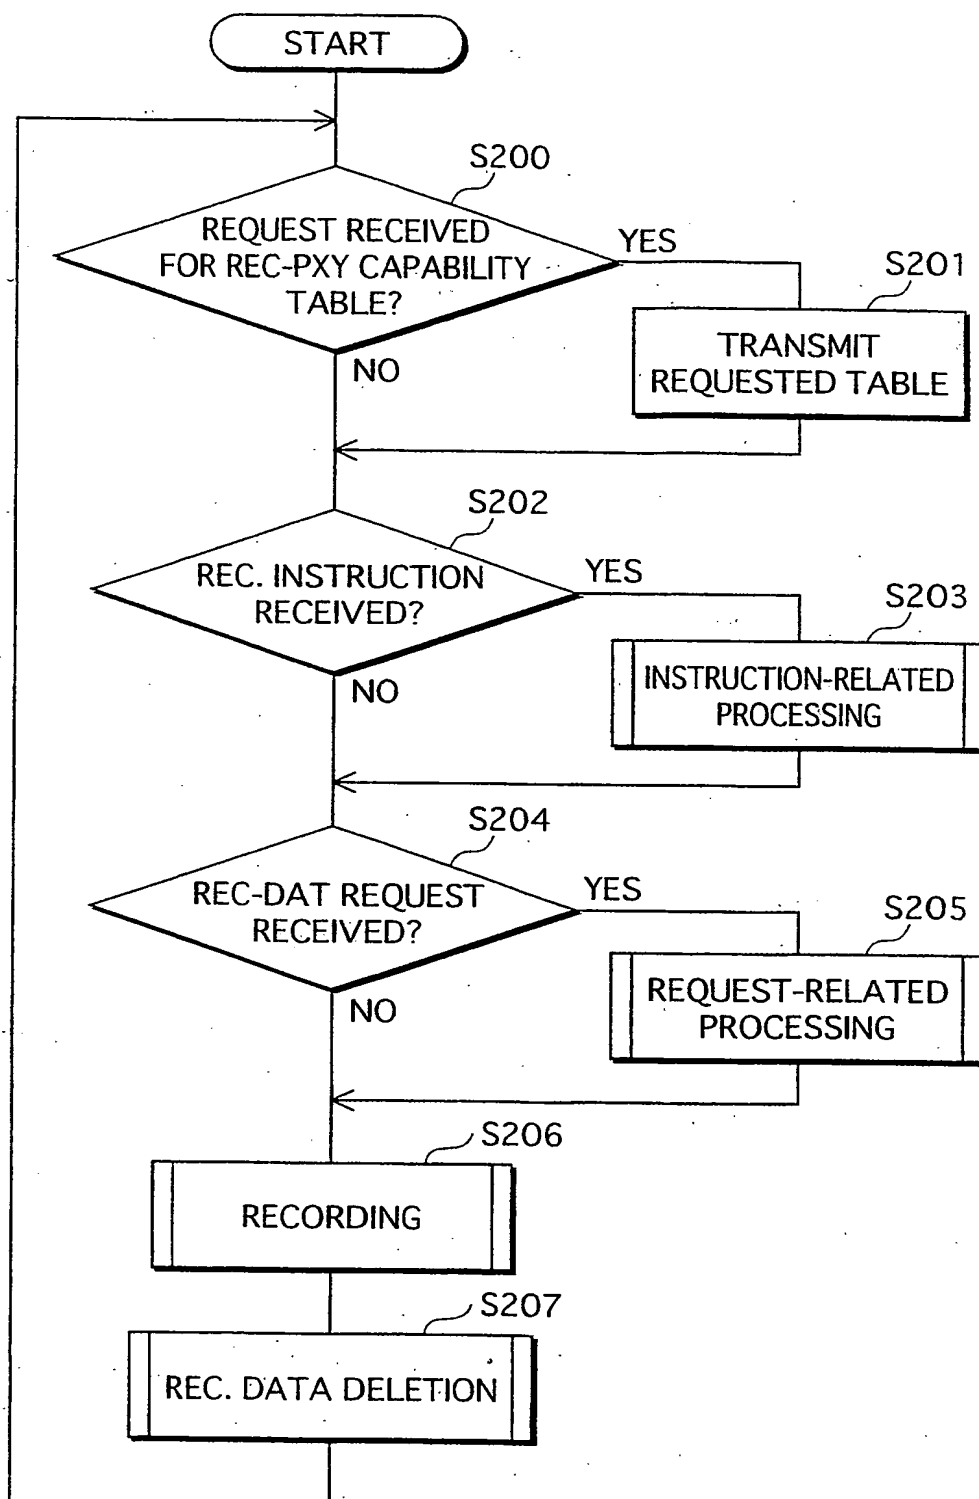 START
S200
REQUEST RECEIVED
FOR REC-PXY CAPABILITY
TABLE?
YES
S201
TRANSMIT
REQUESTED TABLE
NO
S202
REC. INSTRUCTION
RECEIVED?
YES
S203
INSTRUCTION-RELATED
PROCESSING
NO
S204
REC-DAT REQUEST
RECEIVED?
YES
S205
REQUEST-RELATED
PROCESSING
NO
S206
RECORDING
S207
REC. DATA DELETION